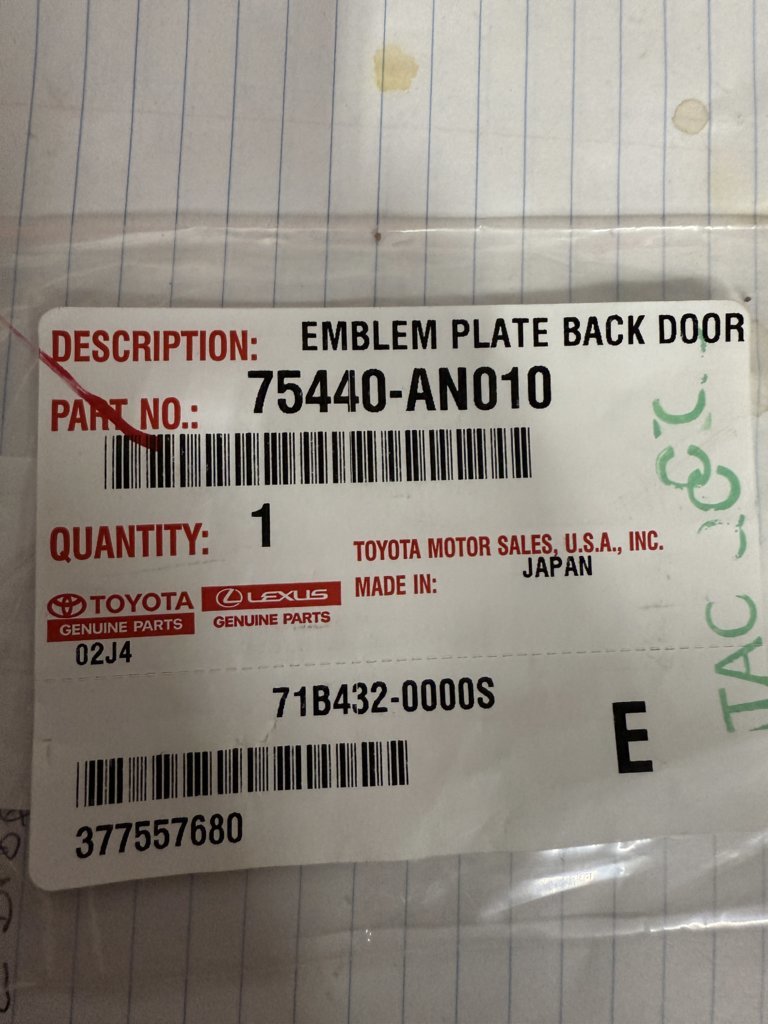 DESCRIPTION: EMBLEM PLATE BACK DOOR
PART NO.: 75440-AN010
QUANTITY: 1
TOYOTA MOTOR SALES, U.S.A., INC.
MADE IN: JAPAN
TOYOTA
GENUINE PARTS
LEXUS
GENUINE PARTS
02J4
71B432-0000S
E
377557680
TAC